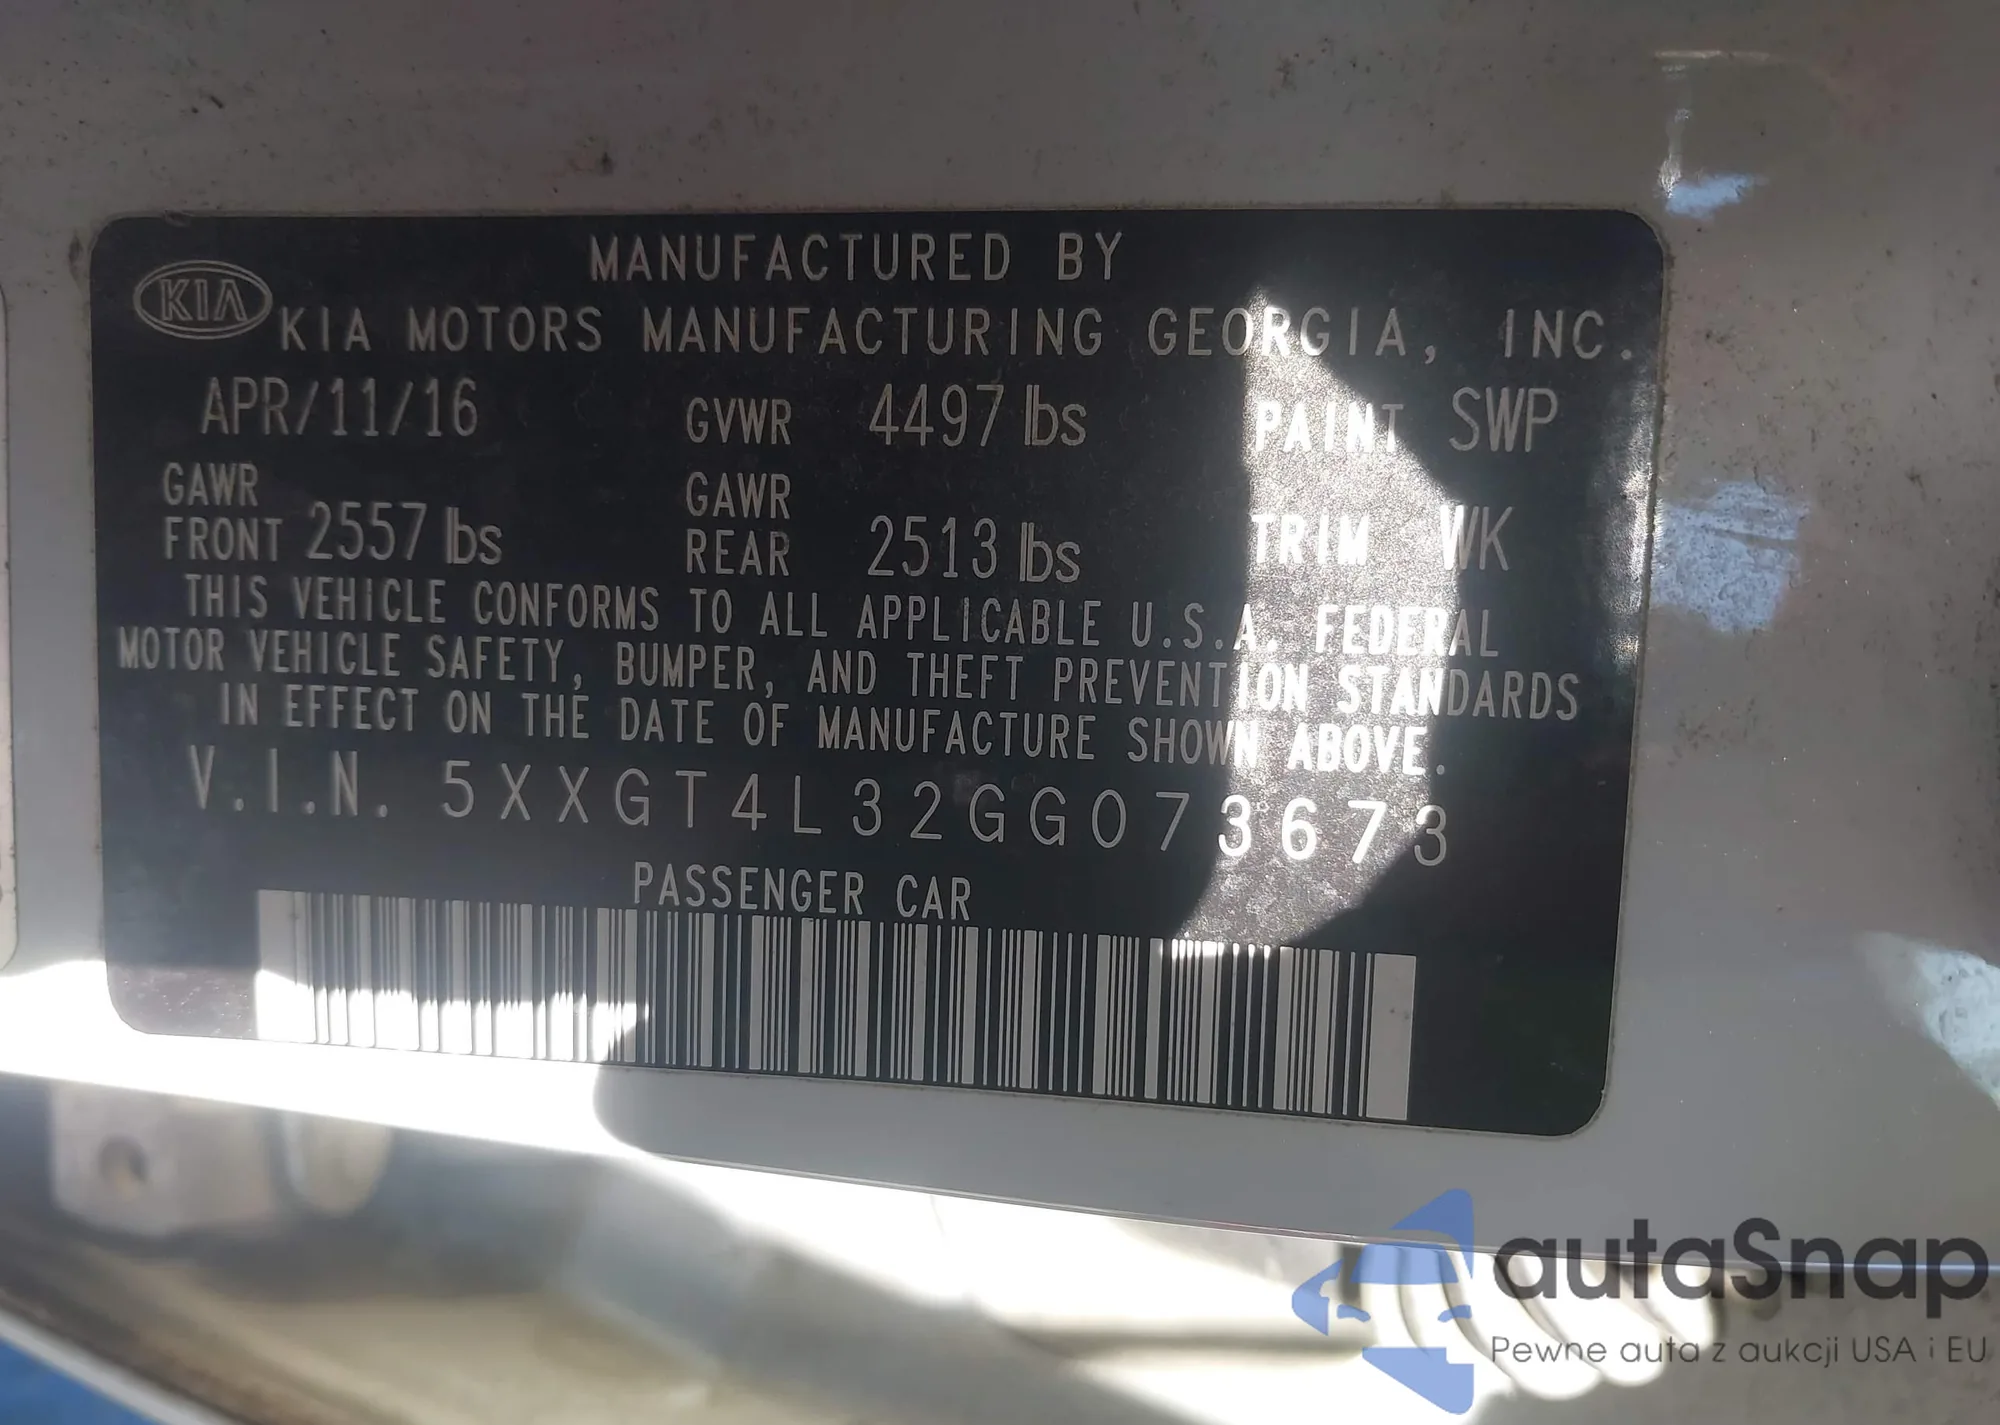 MANUFACTURED BY
KIA KIA MOTORS MANUFACTURING GEORGIA, INC.
APR/11/16 GVWR 4497 lbs PAINT SWP
GAWR FRONT 2557 lbs GAWR REAR 2513 lbs TRIM WK
THIS VEHICLE CONFORMS TO ALL APPLICABLE U.S.A. FEDERAL
MOTOR VEHICLE SAFETY, BUMPER, AND THEFT PREVENTION STANDARDS
IN EFFECT ON THE DATE OF MANUFACTURE SHOWN ABOVE.
V.I.N. 5XXGT4L32GG073673
PASSENGER CAR
autaSnap
Pewne auta z aukcji USA i EU